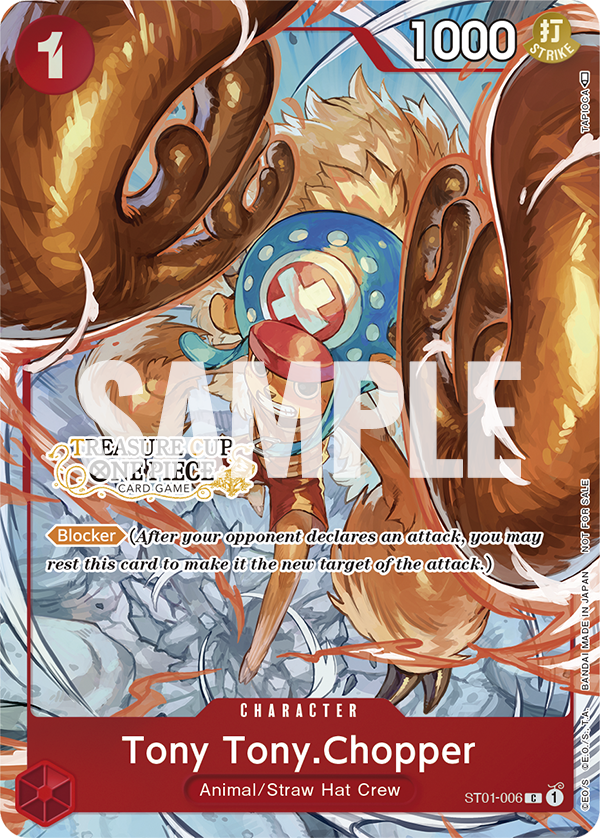 1
1000
打
STRIKE
TAPIOCA
SAMPLE
TREASURE CUP
ONE PIECE
CARD GAME
Blocker (After your opponent declares an attack, you may
rest this card to make it the new target of the attack.)
NOT FOR SALE
BANDAI MADE IN JAPAN
©E.O./S., T.A.
©EO/S
CHARACTER
Tony Tony.Chopper
Animal/Straw Hat Crew
ST01-006 C 1